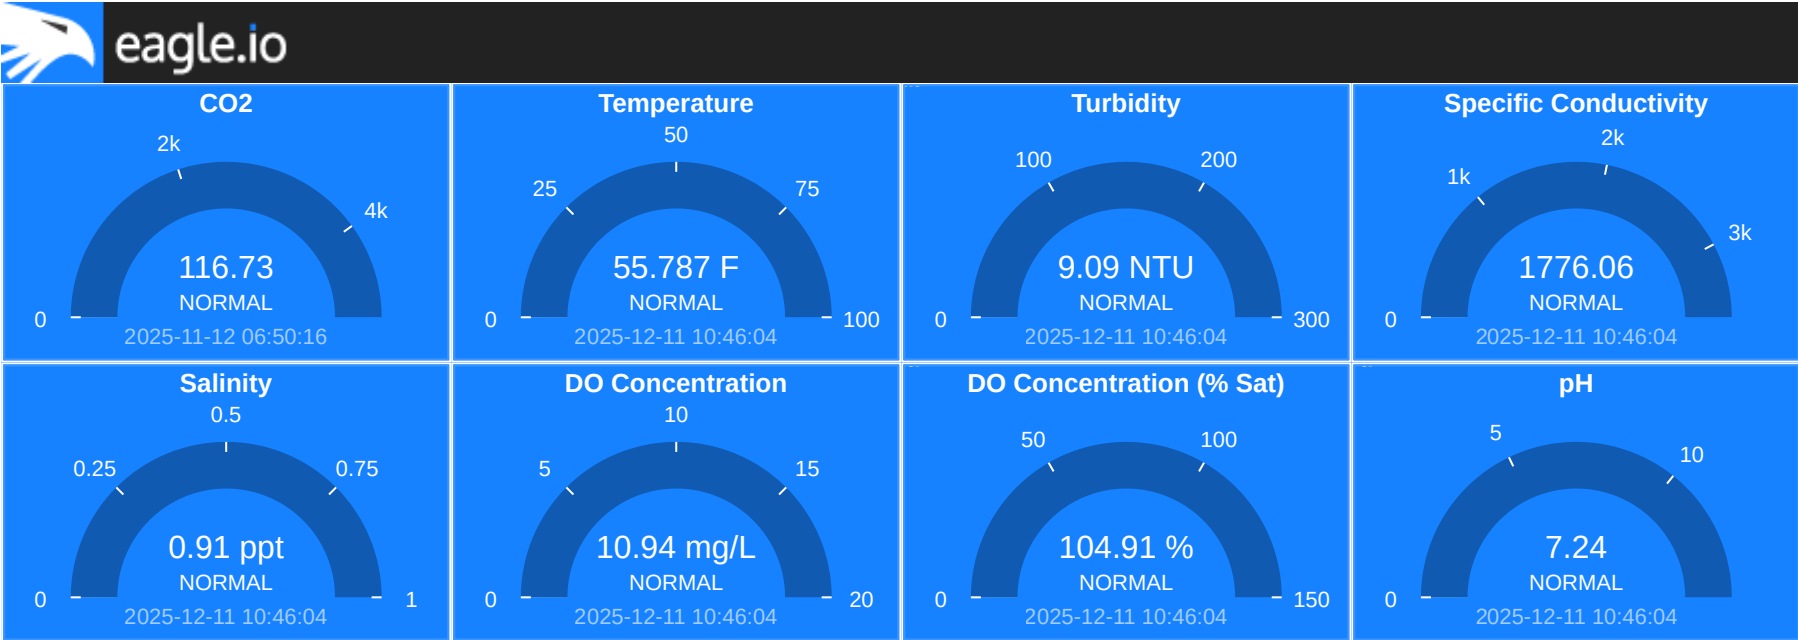 eagle.io
CO2
2k
4k
116.73
NORMAL
0
2025-11-12 06:50:16
Temperature
50
25
75
55.787 F
NORMAL
0
100
2025-12-11 10:46:04
Turbidity
100
200
9.09 NTU
NORMAL
0
300
2025-12-11 10:46:04
Specific Conductivity
2k
1k
3k
1776.06
NORMAL
0
2025-12-11 10:46:04
Salinity
0.5
0.25
0.75
0.91 ppt
NORMAL
0
1
2025-12-11 10:46:04
DO Concentration
10
5
15
10.94 mg/L
NORMAL
0
20
2025-12-11 10:46:04
DO Concentration (% Sat)
50
100
104.91 %
NORMAL
0
150
2025-12-11 10:46:04
pH
5
10
7.24
NORMAL
0
2025-12-11 10:46:04